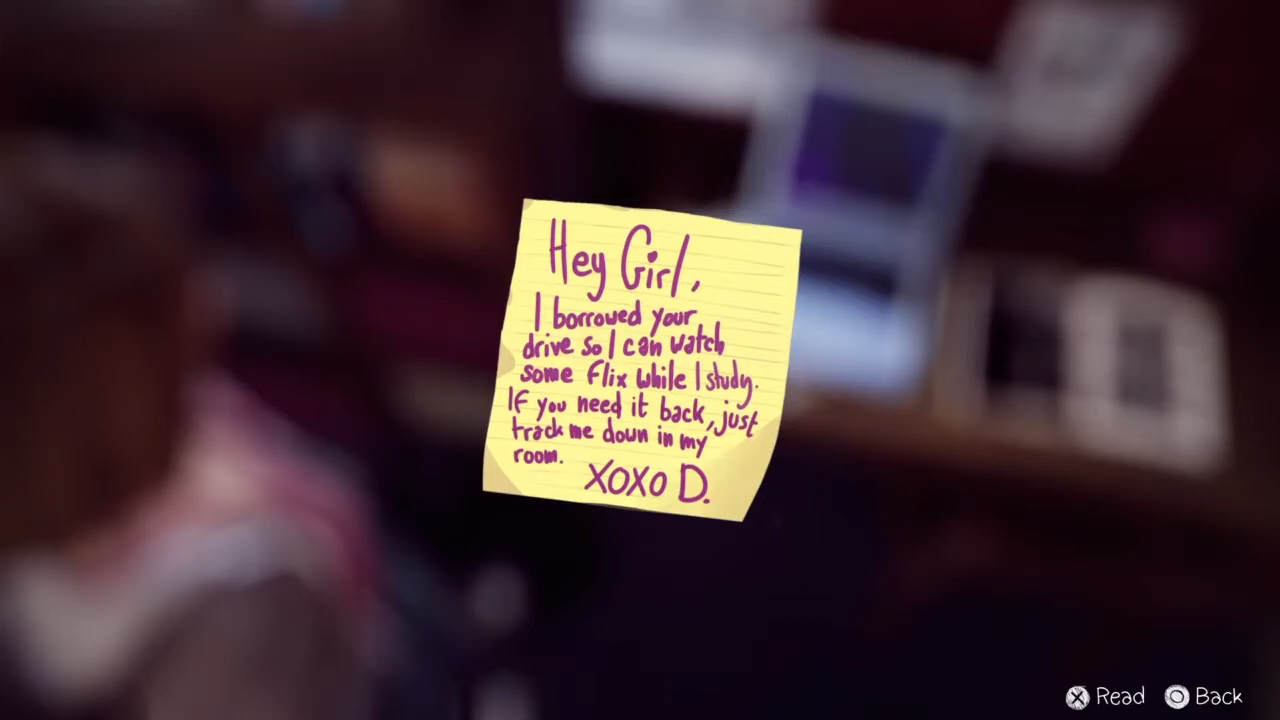 Hey Girl,
I borrowed your
drive so I can watch
some flix while I study.
If you need it back, just
track me down in my
room.
XOXO D.
Read Back